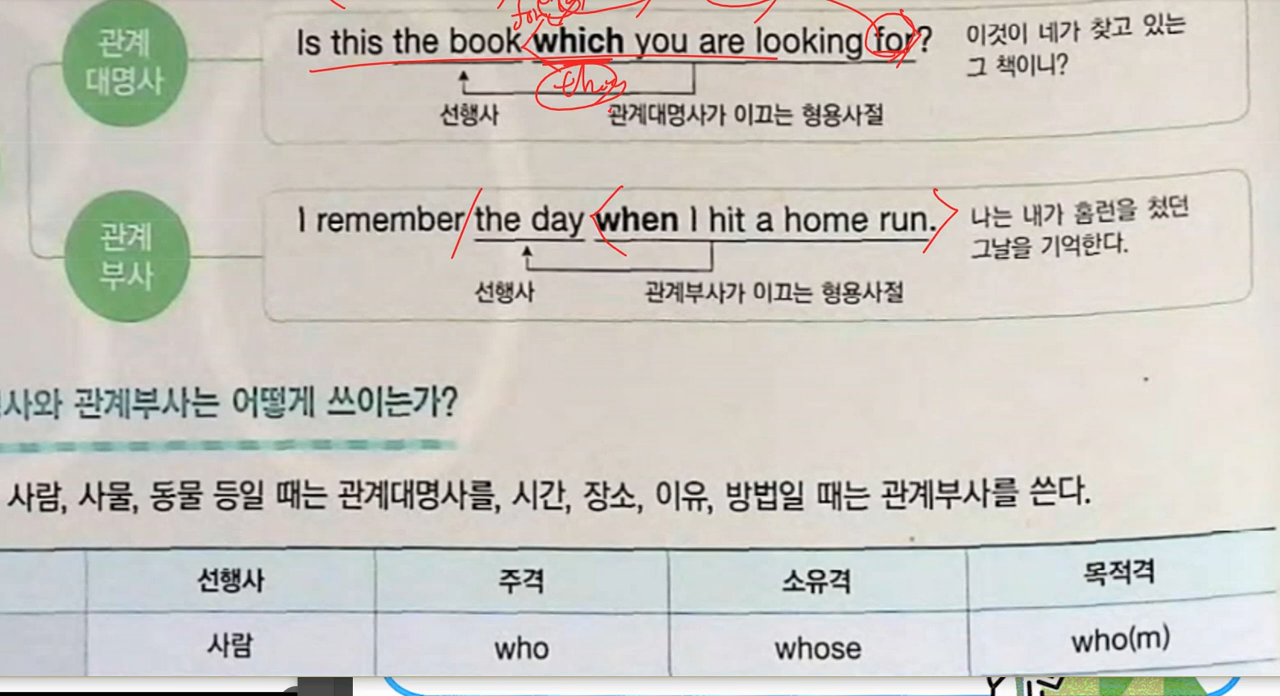 관계
대명사
Is this the book which you are looking for?
이것이 네가 찾고 있는
그 책이니?
선행사
관계대명사가 이끄는 형용사절
관계
부사
I remember the day when I hit a home run.
나는 내가 홈런을 쳤던
그날을 기억한다.
선행사
관계부사가 이끄는 형용사절
사와 관계부사는 어떻게 쓰이는가?
사람, 사물, 동물 등일 때는 관계대명사를, 시간, 장소, 이유, 방법일 때는 관계부사를 쓴다.
선행사 주격 소유격 목적격
사람 who whose who(m)